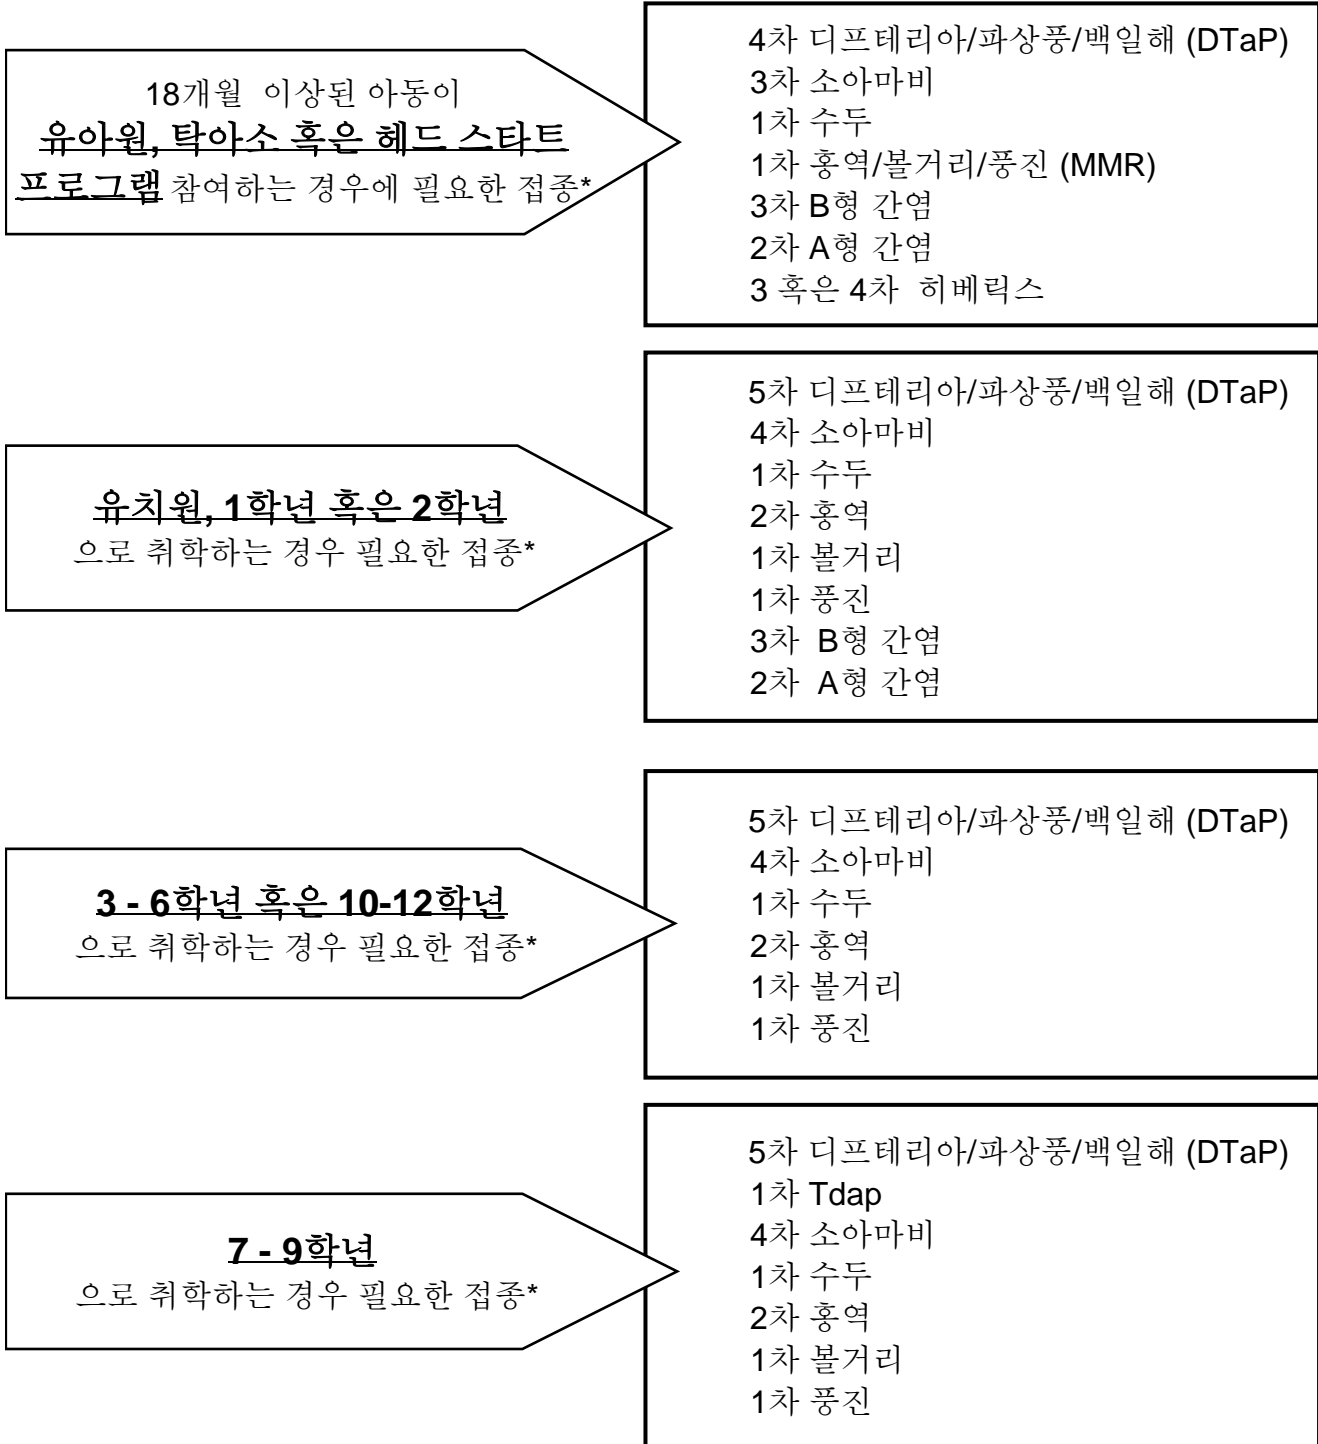 18개월 이상된 아동이
유아원, 탁아소 혹은 헤드 스타트
프로그램 참여하는 경우에 필요한 접종*
4차 디프테리아/파상풍/백일해 (DTaP)
3차 소아마비
1차 수두
1차 홍역/볼거리/풍진 (MMR)
3차 B형 간염
2차 A형 간염
3 혹은 4차 히베릭스
유치원, 1학년 혹은 2학년
으로 취학하는 경우 필요한 접종*
5차 디프테리아/파상풍/백일해 (DTaP)
4차 소아마비
1차 수두
2차 홍역
1차 볼거리
1차 풍진
3차 B형 간염
2차 A형 간염
3 - 6학년 혹은 10-12학년
으로 취학하는 경우 필요한 접종*
5차 디프테리아/파상풍/백일해 (DTaP)
4차 소아마비
1차 수두
2차 홍역
1차 볼거리
1차 풍진
7 - 9학년
으로 취학하는 경우 필요한 접종*
5차 디프테리아/파상풍/백일해 (DTaP)
1차 Tdap
4차 소아마비
1차 수두
2차 홍역
1차 볼거리
1차 풍진